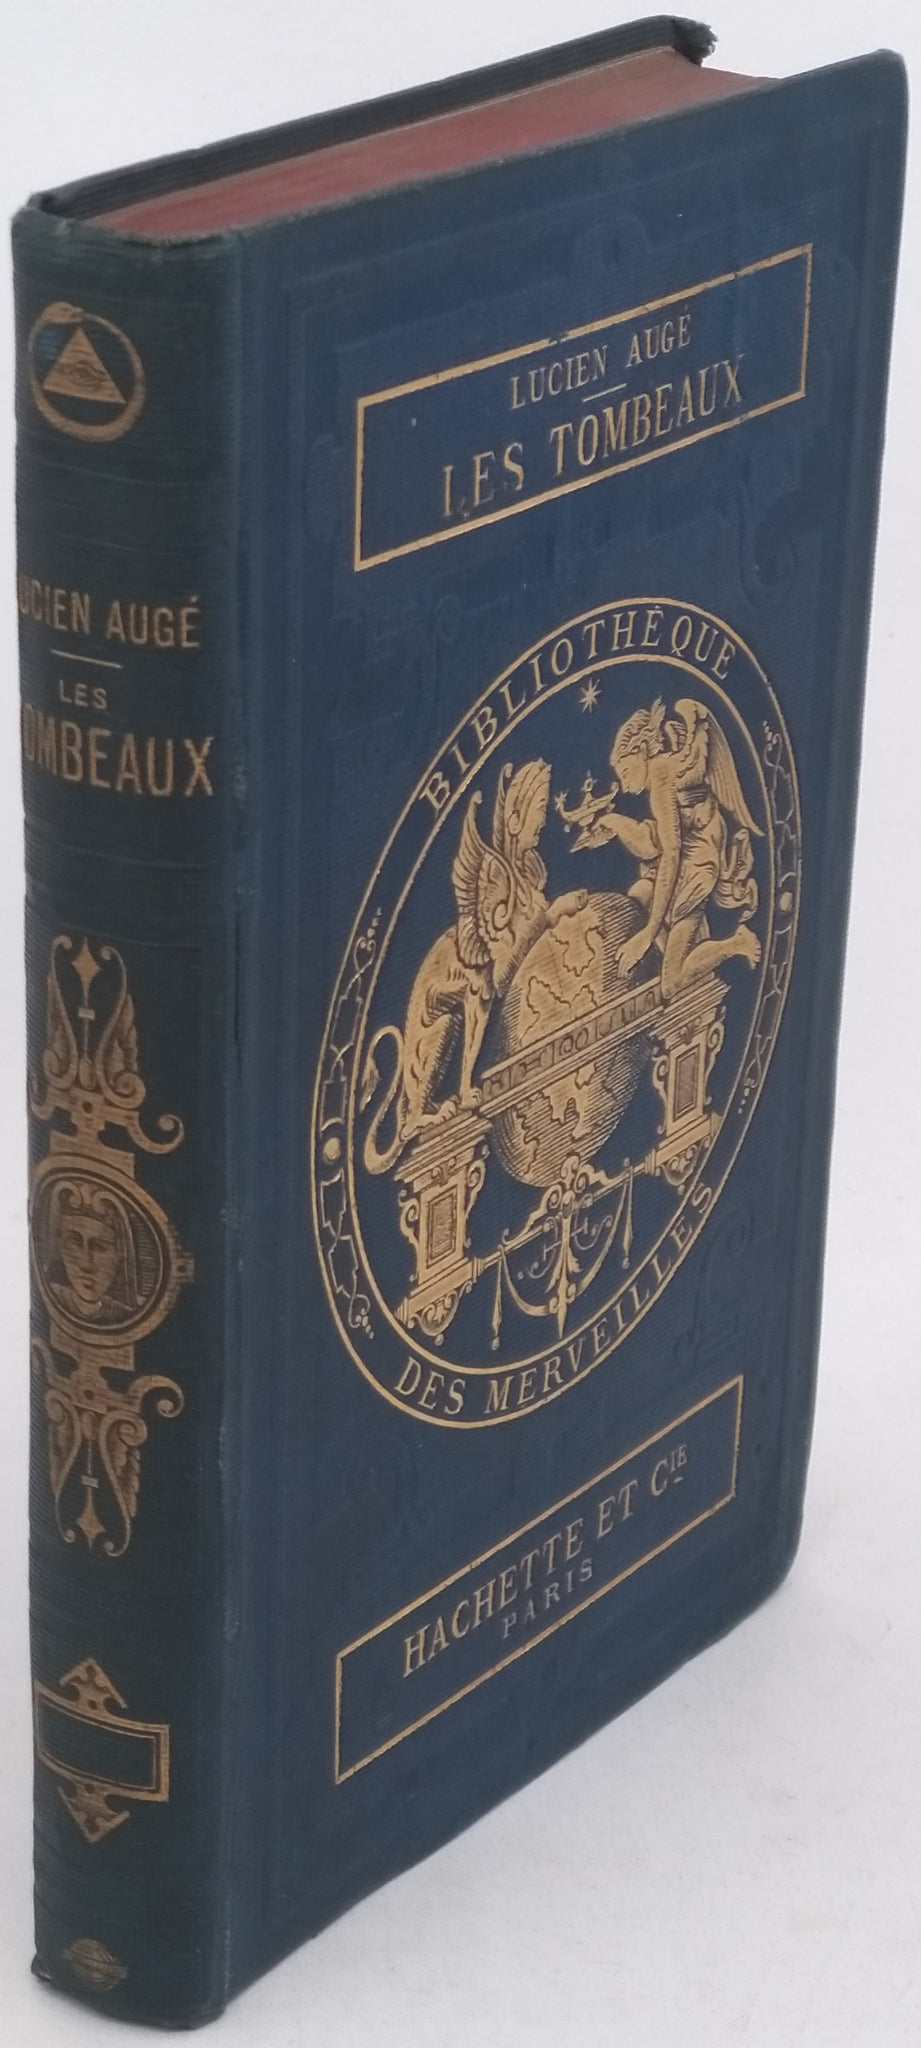 LUCIEN AUGÉ
LES TOMBEAUX
BIBLIOTHÈQUE
DES MERVEILLES
HACHETTE ET CIE
PARIS
UCIEN AUGÉ
LES
OMBEAUX